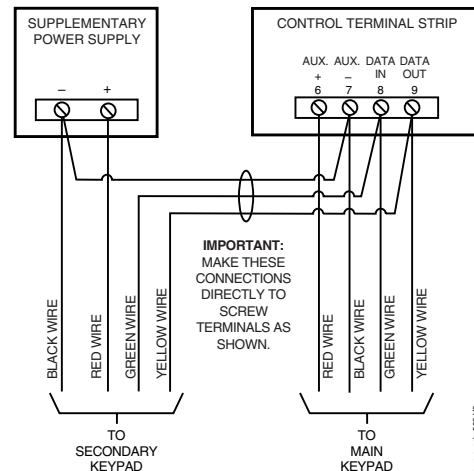 SUPPLEMENTARY
POWER SUPPLY
– +
CONTROL TERMINAL STRIP
AUX. AUX. DATA DATA
+ – IN OUT
6 7 8 9
IMPORTANT:
MAKE THESE
CONNECTIONS
DIRECTLY TO
SCREW
TERMINALS AS
SHOWN.
BLACK WIRE
RED WIRE
GREEN WIRE
YELLOW WIRE
RED WIRE
BLACK WIRE
GREEN WIRE
YELLOW WIRE
TO
SECONDARY
KEYPAD
TO
MAIN
KEYPAD